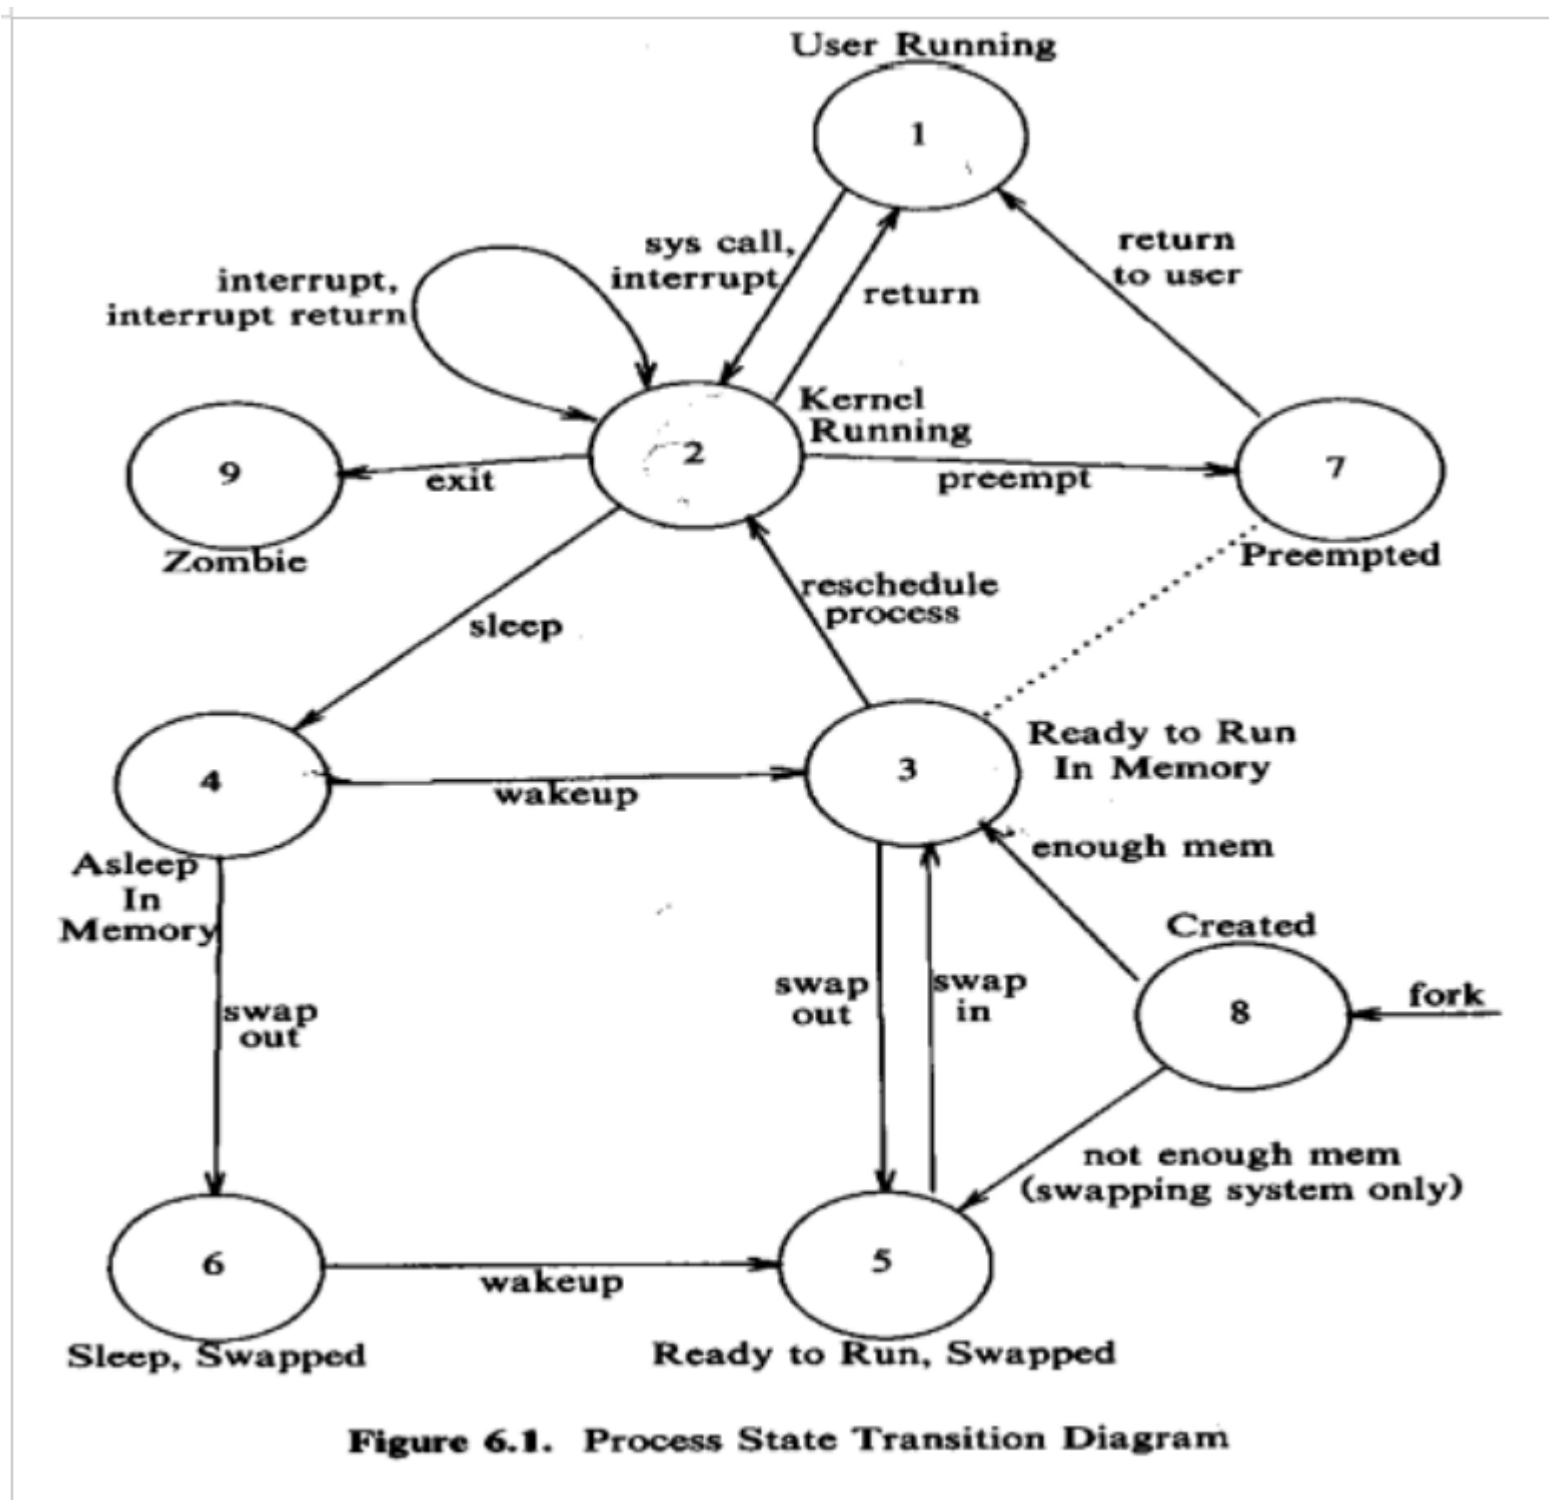 User Running
1
sys call,
interrupt
return
return
to user
interrupt,
interrupt return
Kernel
Running
2
7
9
exit
preempt
Zombie
Preempted
reschedule
process
sleep
4
wakeup
3
Ready to Run
In Memory
Asleep
In
Memory
enough mem
Created
8
fork
swap
out
swap
out
swap
in
not enough mem
(swapping system only)
6
wakeup
5
Sleep, Swapped
Ready to Run, Swapped
Figure 6.1. Process State Transition Diagram